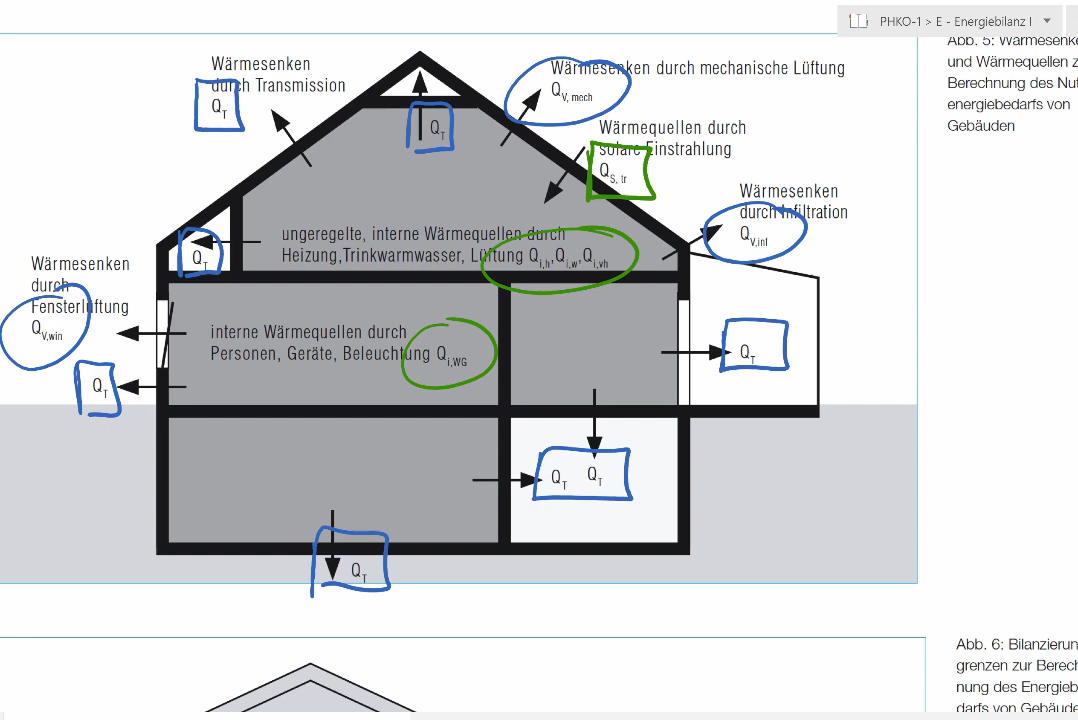 PHKO-1 > E - Energiebilanz I
Abb. 5: Wärmesenke
und Wärmequellen z
Berechnung des Nut
energiebedarfs von
Gebäuden
Wärmesenken
durch Transmission
QT
QT
Wärmesenken durch mechanische Lüftung
QV, mech
Wärmequellen durch
solare Einstrahlung
QS, tr
Wärmesenken
durch Infiltration
QV,inf
ungeregelte, interne Wärmequellen durch
Heizung,Trinkwarmwasser, Lüftung Qi,h,Qi,w,Qi,vh
QT
Wärmesenken
durch
Fensterlüftung
QV,win
interne Wärmequellen durch
Personen, Geräte, Beleuchtung Qi,WG
QT
QT
QT QT
QT
Abb. 6: Bilanzierun
grenzen zur Berech
nung des Energieb
darfs von Gebäude